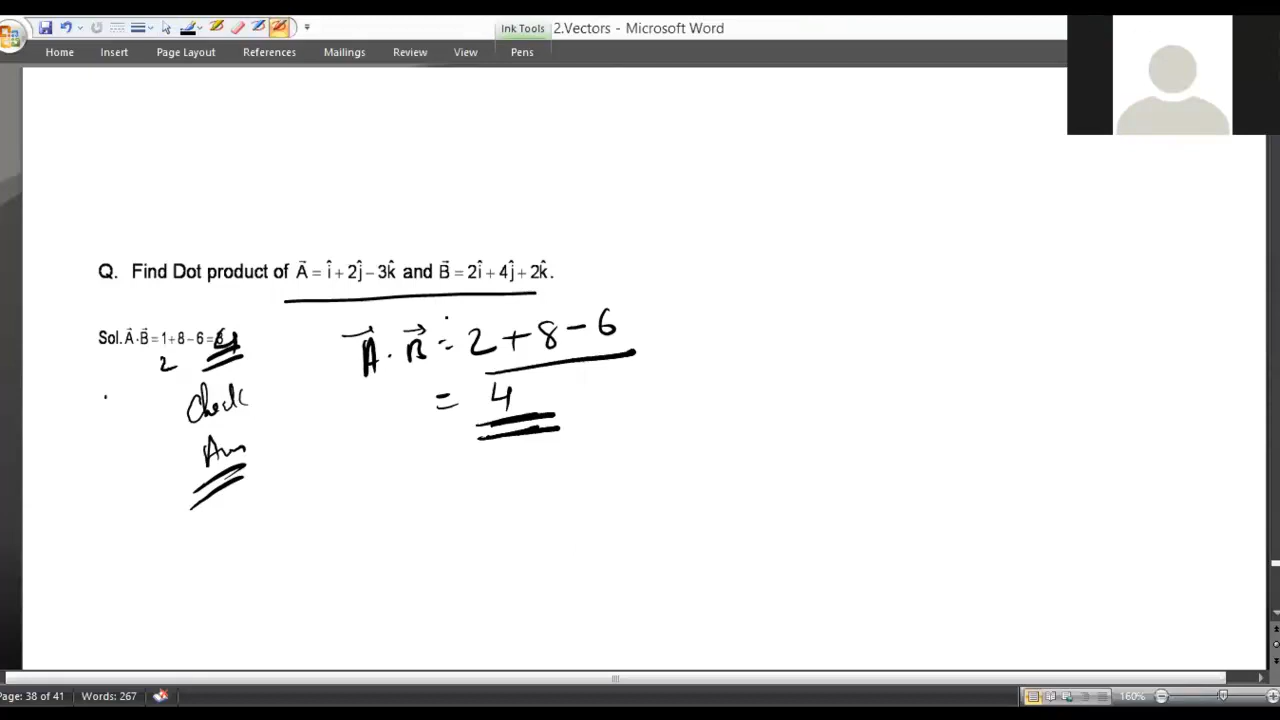 Ink Tools
2.Vectors - Microsoft Word
Home Insert Page Layout References Mailings Review View Pens
Q. Find Dot product of A⃗ = î + 2ĵ – 3k̂ and B⃗ = 2î + 4ĵ + 2k̂.
Sol. A⃗·B⃗ = 1 + 8 – 6 = 4
2
Check
Ans
A⃗ . B⃗ = 2 + 8 – 6
= 4
Page: 38 of 41 Words: 267 160%